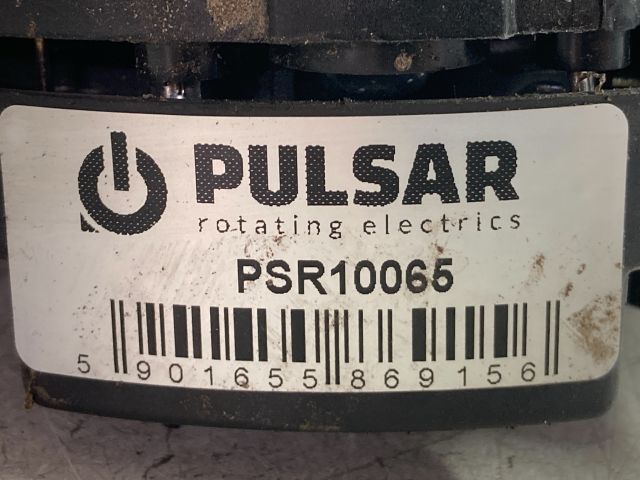 PULSAR
rotating electrics
PSR10065
5 901655 869156